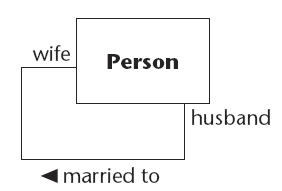 wife
Person
husband
◀ married to